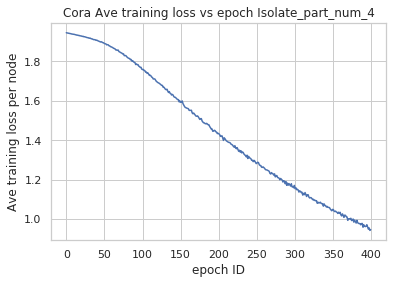 Cora Ave training loss vs epoch Isolate_part_num_4
Ave training loss per node
1.8
1.6
1.4
1.2
1.0
0 50 100 150 200 250 300 350 400
epoch ID